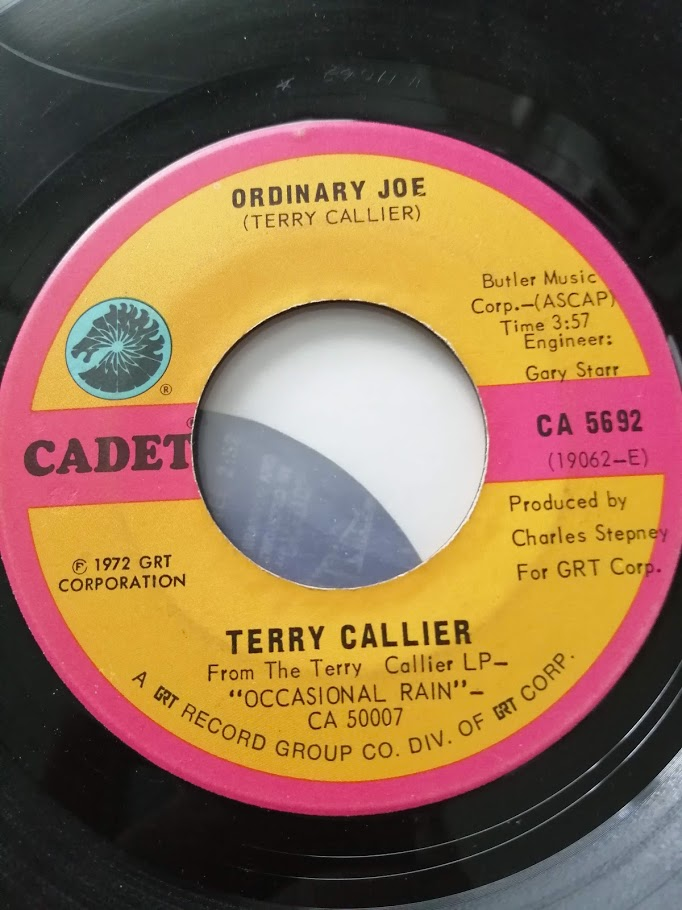 ORDINARY JOE
(TERRY CALLIER)
Butler Music
Corp.—(ASCAP)
Time 3:57
Engineer:
Gary Starr
®
CADET
CA 5692
(19062—E)
Produced by
Charles Stepney
For GRT Corp.
℗ 1972 GRT
CORPORATION
TERRY CALLIER
From The Terry Callier LP—
"OCCASIONAL RAIN"—
CA 50007
A GRT RECORD GROUP CO. DIV. OF GRT CORP.